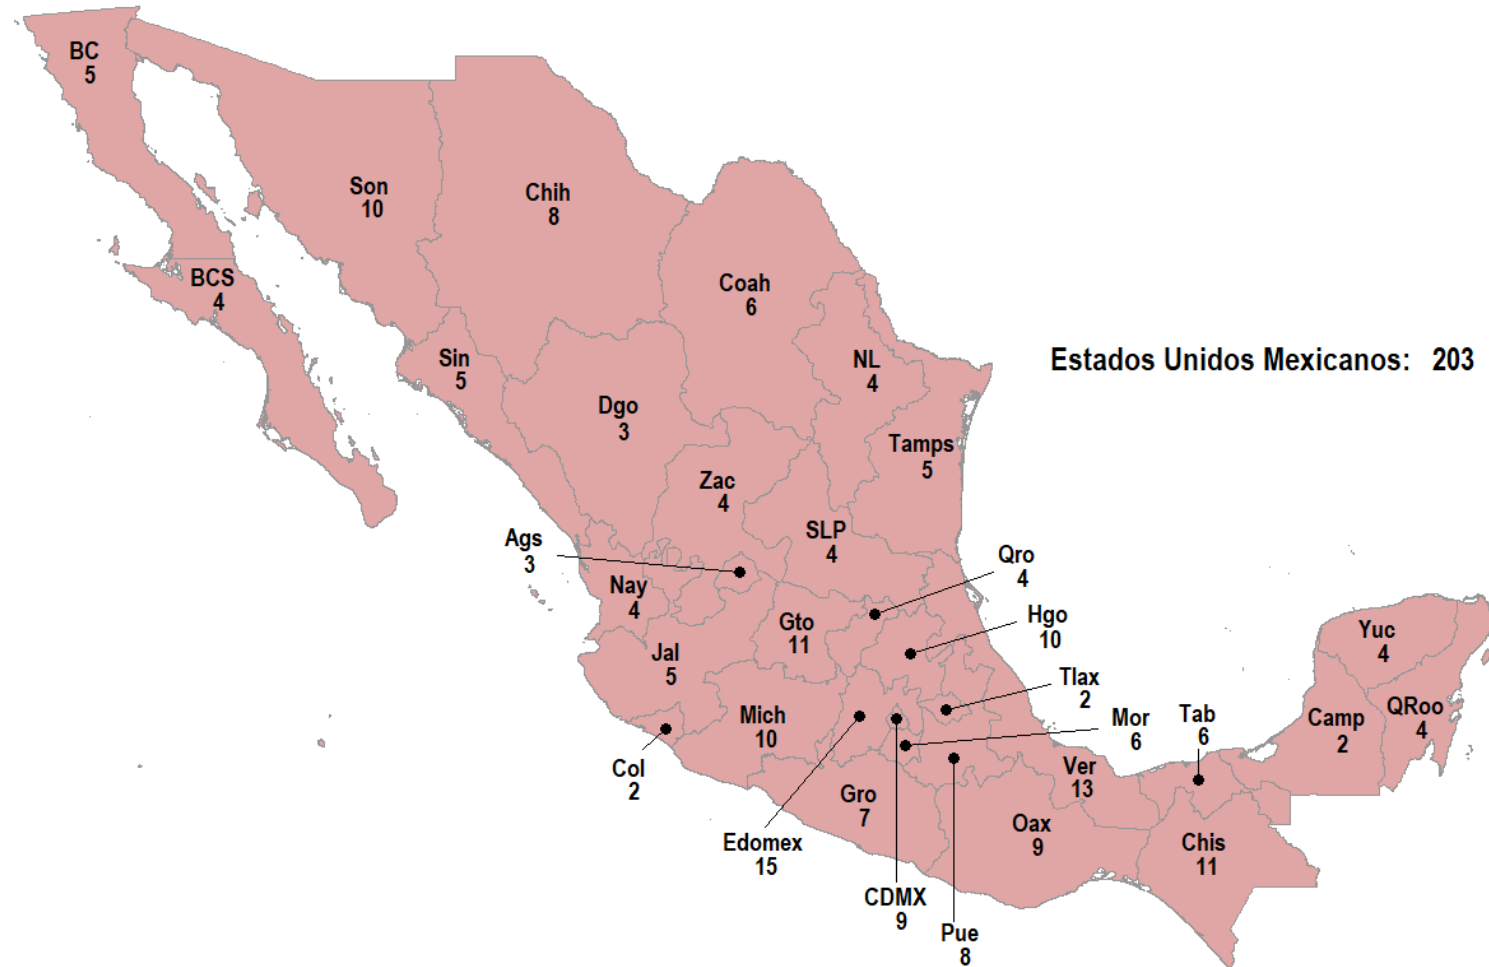 BC
5
Son
10
Chih
8
BCS
4
Coah
6
Sin
5
NL
4
Estados Unidos Mexicanos: 203
Dgo
3
Tamps
5
Zac
4
SLP
4
Ags
3
Qro
4
Nay
4
Gto
11
Hgo
10
Jal
5
Yuc
4
Tlax
2
Mich
10
Mor
6
Tab
6
Camp
2
QRoo
4
Col
2
Ver
13
Gro
7
Edomex
15
Oax
9
Chis
11
CDMX
9
Pue
8